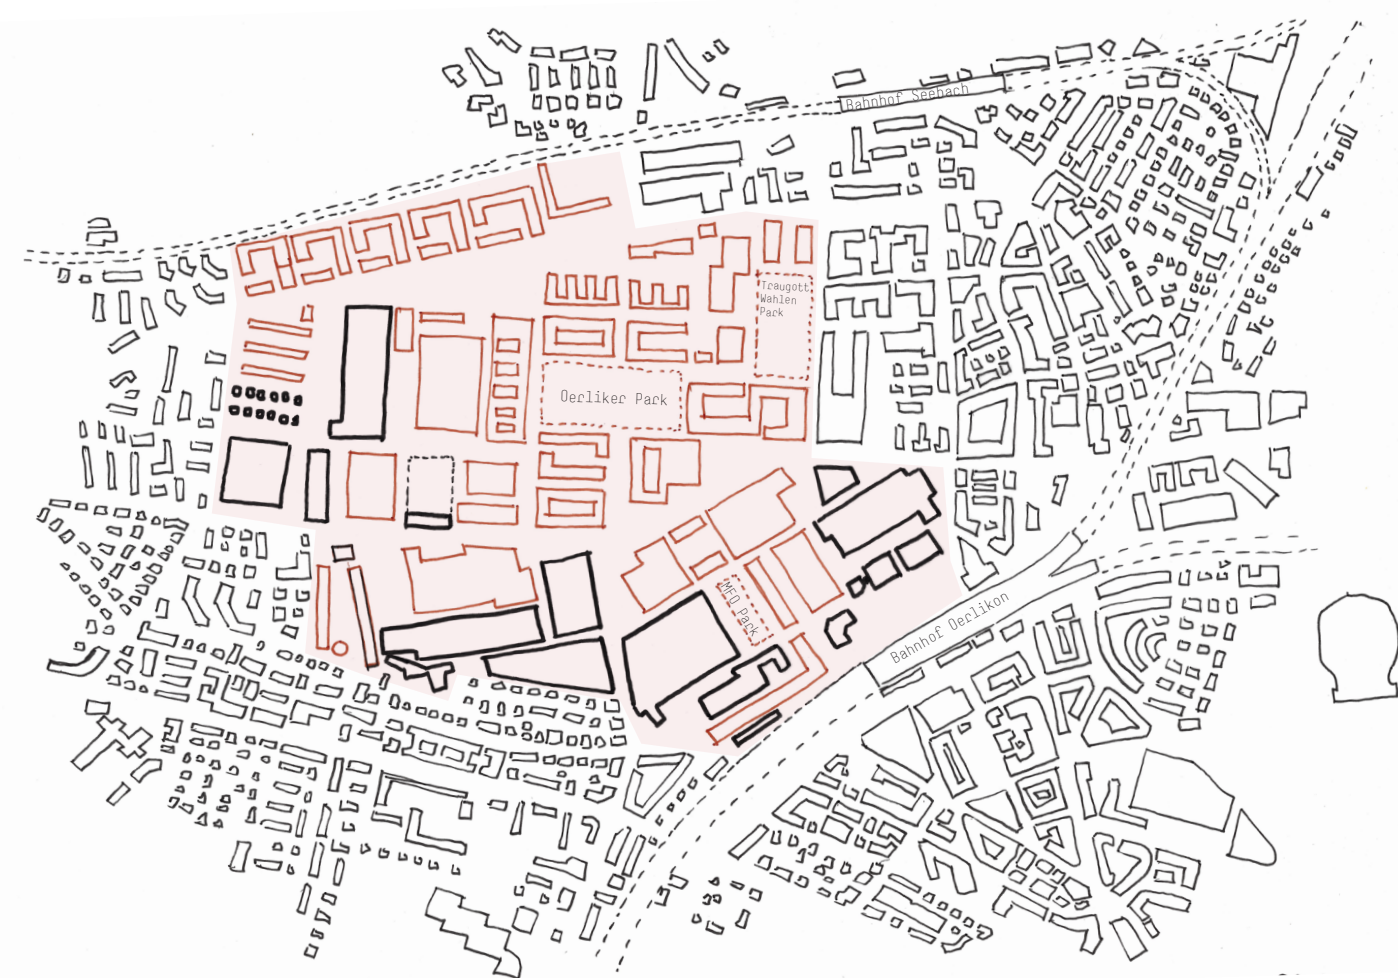 Bahnhof Seebach
Traugott
Wahlen
Park
Oerliker Park
MFO Park
Bahnhof Oerlikon